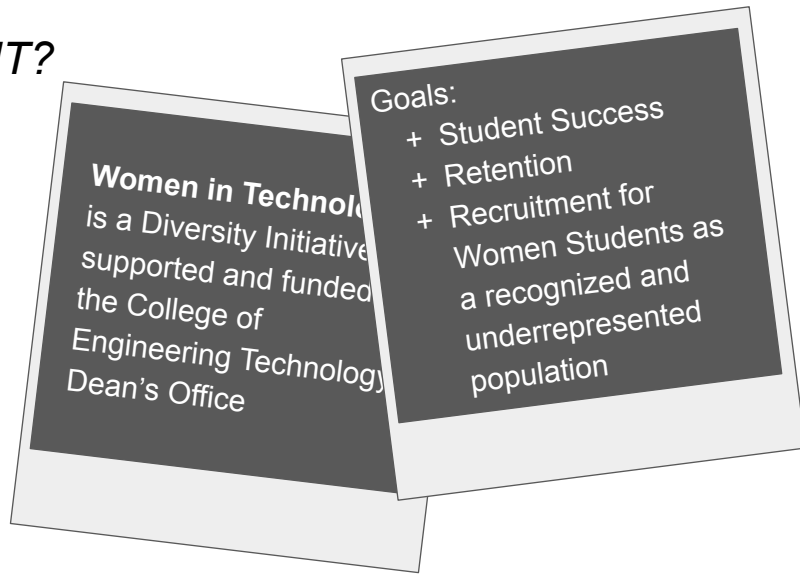 IT?
Women in Technolo
is a Diversity Initiative
supported and funded
the College of
Engineering Technology
Dean's Office
Goals:
+ Student Success
+ Retention
+ Recruitment for
Women Students as
a recognized and
underrepresented
population